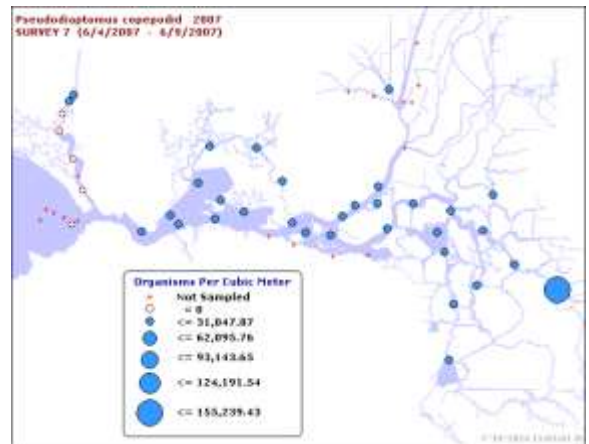 Pseudodiaptomus copepodid 2007
SURVEY 7 (6/4/2007 - 6/9/2007)
Organisms Per Cubic Meter
Not Sampled
= 0
<= 31,047.87
<= 62,095.76
<= 93,143.65
<= 124,191.54
<= 155,239.43